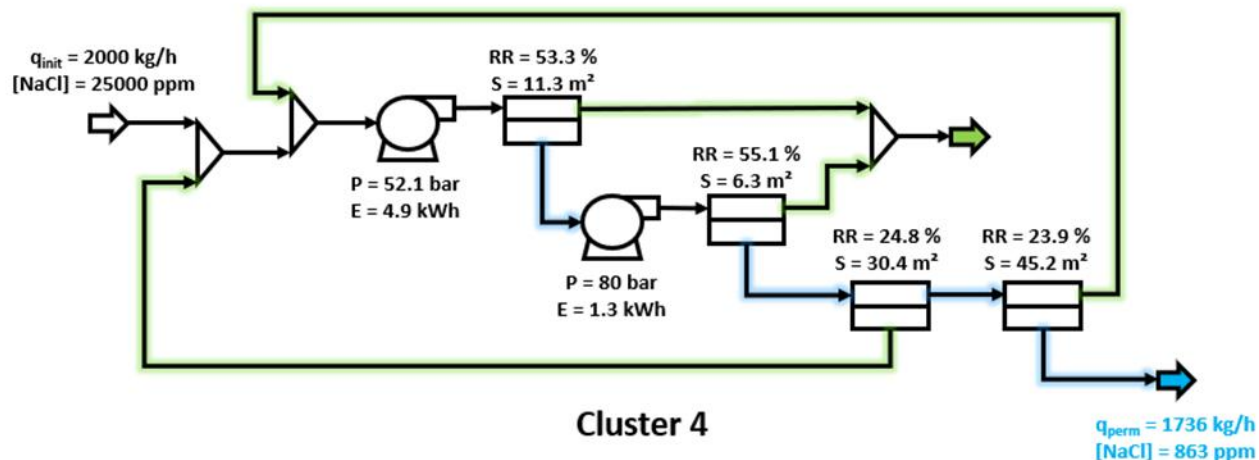 q_init = 2000 kg/h
[NaCl] = 25000 ppm
RR = 53.3 %
S = 11.3 m²
P = 52.1 bar
E = 4.9 kWh
RR = 55.1 %
S = 6.3 m²
P = 80 bar
E = 1.3 kWh
RR = 24.8 %
S = 30.4 m²
RR = 23.9 %
S = 45.2 m²
Cluster 4
q_perm = 1736 kg/h
[NaCl] = 863 ppm